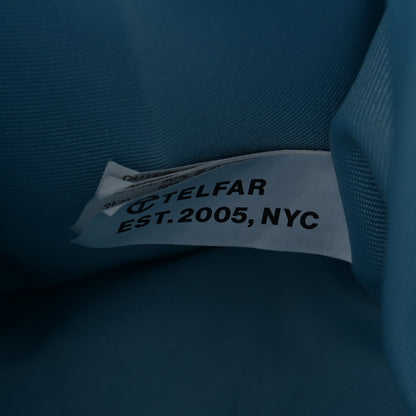 TELFAR
EST. 2005, NYC